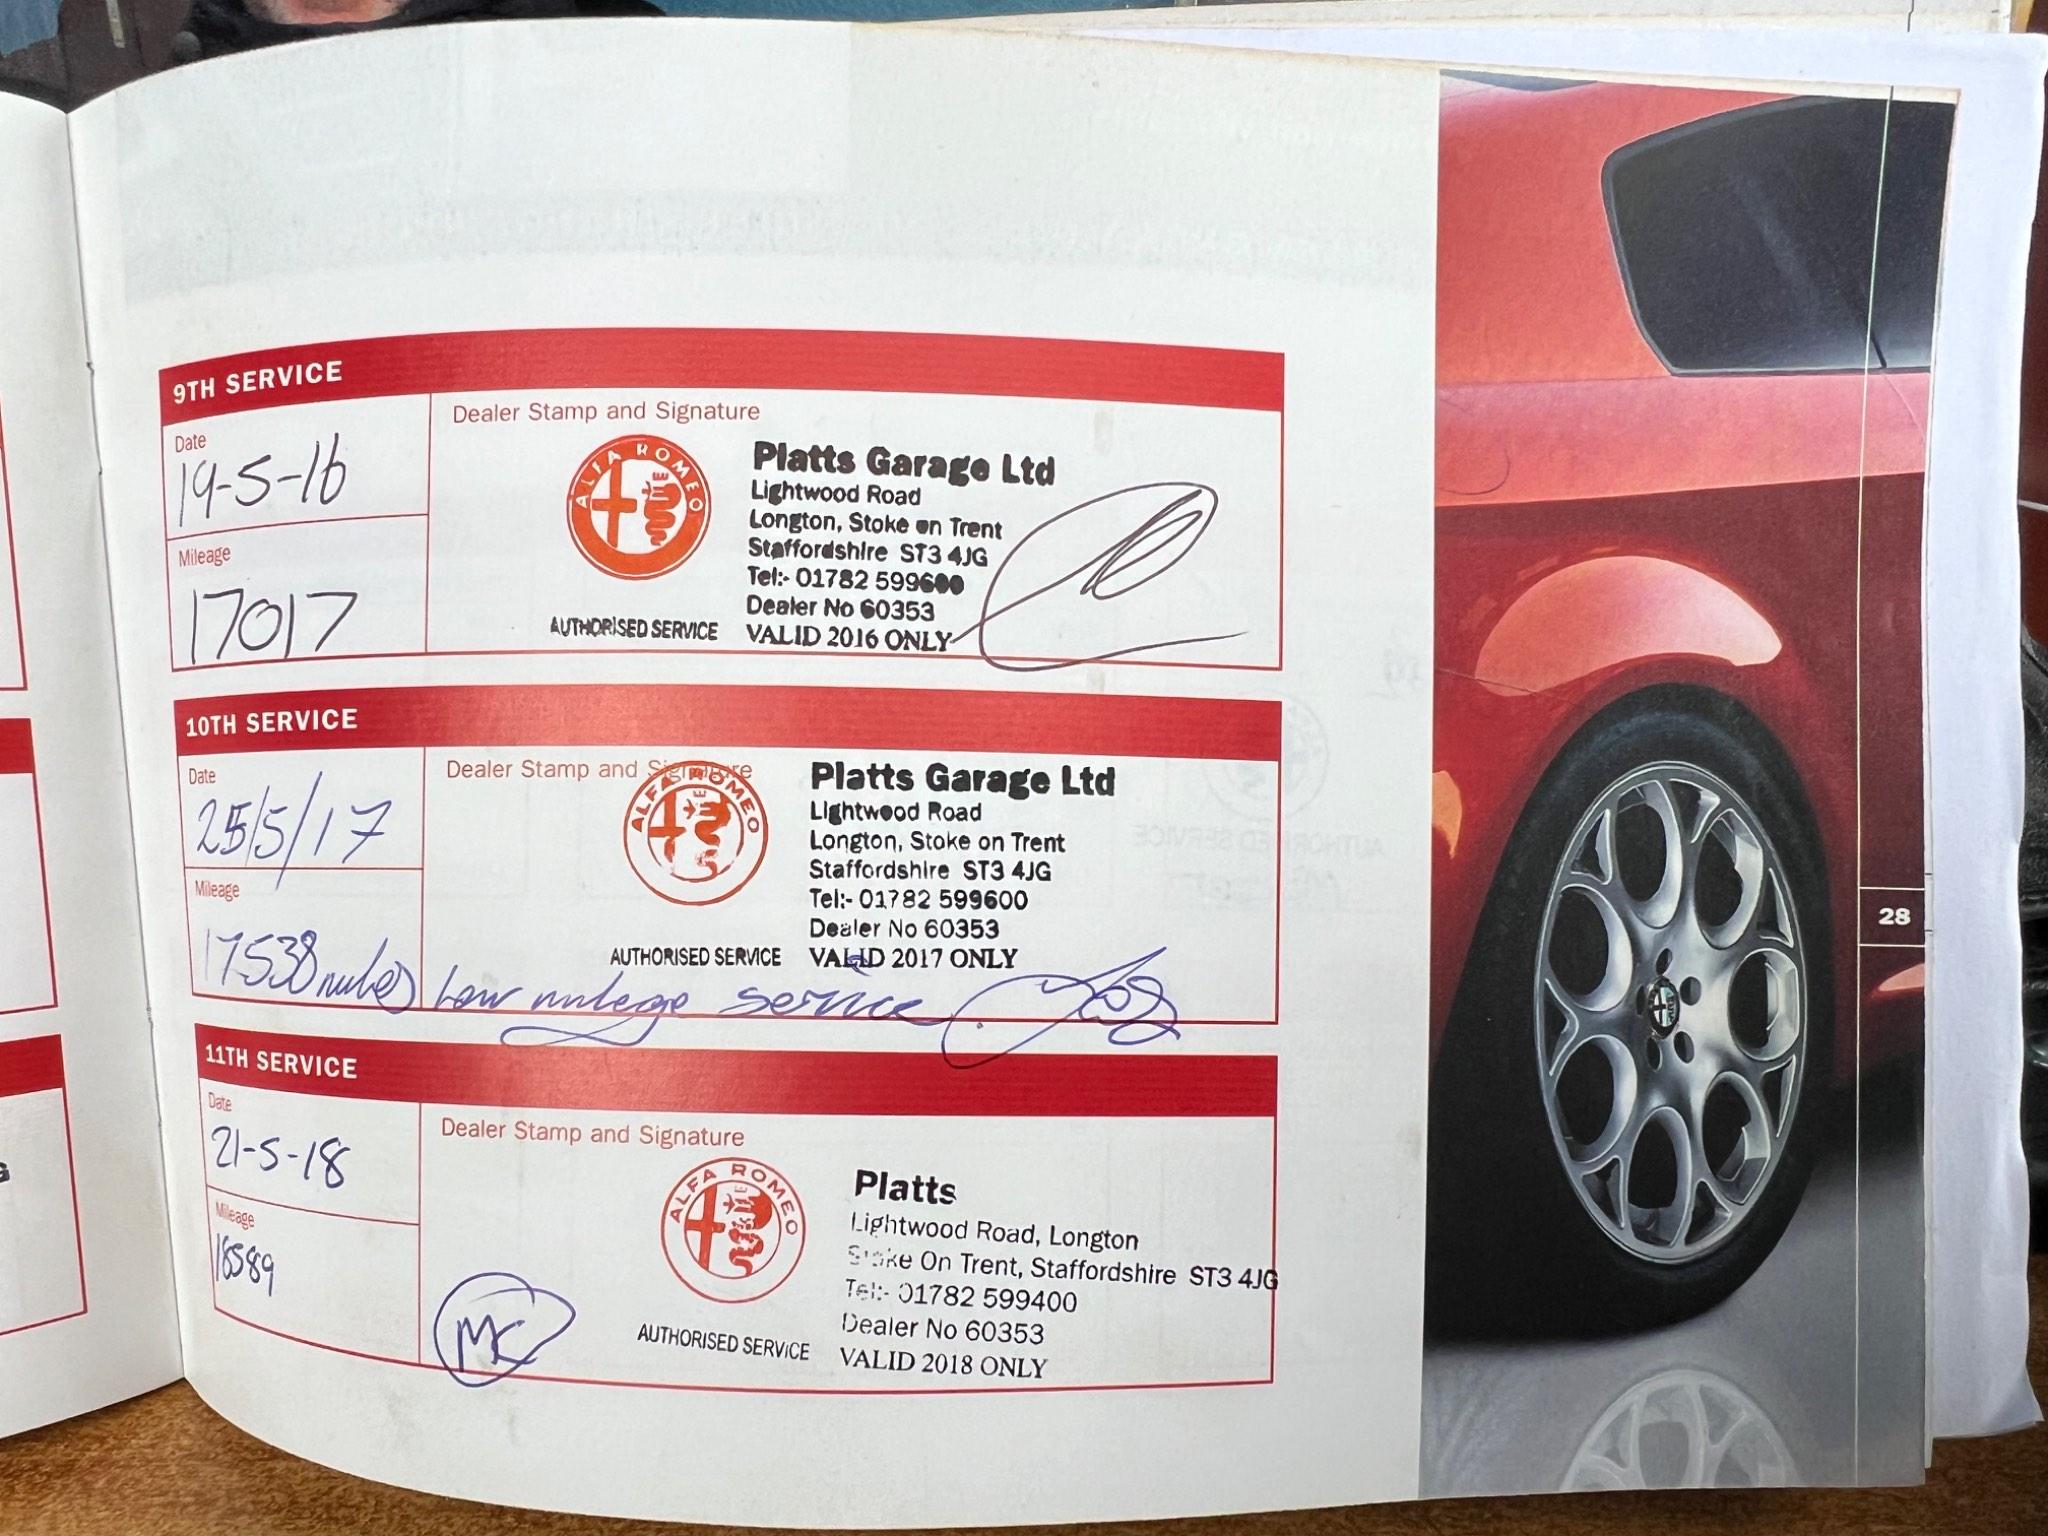 9TH SERVICE
Date
19-5-16
Mileage
17017
Dealer Stamp and Signature
ALFA ROMEO
AUTHORISED SERVICE
Platts Garage Ltd
Lightwood Road
Longton, Stoke on Trent
Staffordshire ST3 4JG
Tel:- 01782 599600
Dealer No 60353
VALID 2016 ONLY
10TH SERVICE
Date
25/5/17
Mileage
17538 miles
Dealer Stamp and Signature
ALFA ROMEO
AUTHORISED SERVICE
Platts Garage Ltd
Lightwood Road
Longton, Stoke on Trent
Staffordshire ST3 4JG
Tel:- 01782 599600
Dealer No 60353
VALID 2017 ONLY
Low mileage service
11TH SERVICE
Date
21-5-18
Mileage
18589
Dealer Stamp and Signature
MC
ALFA ROMEO
AUTHORISED SERVICE
Platts
Lightwood Road, Longton
Stoke On Trent, Staffordshire ST3 4JG
Tel:- 01782 599400
Dealer No 60353
VALID 2018 ONLY
28